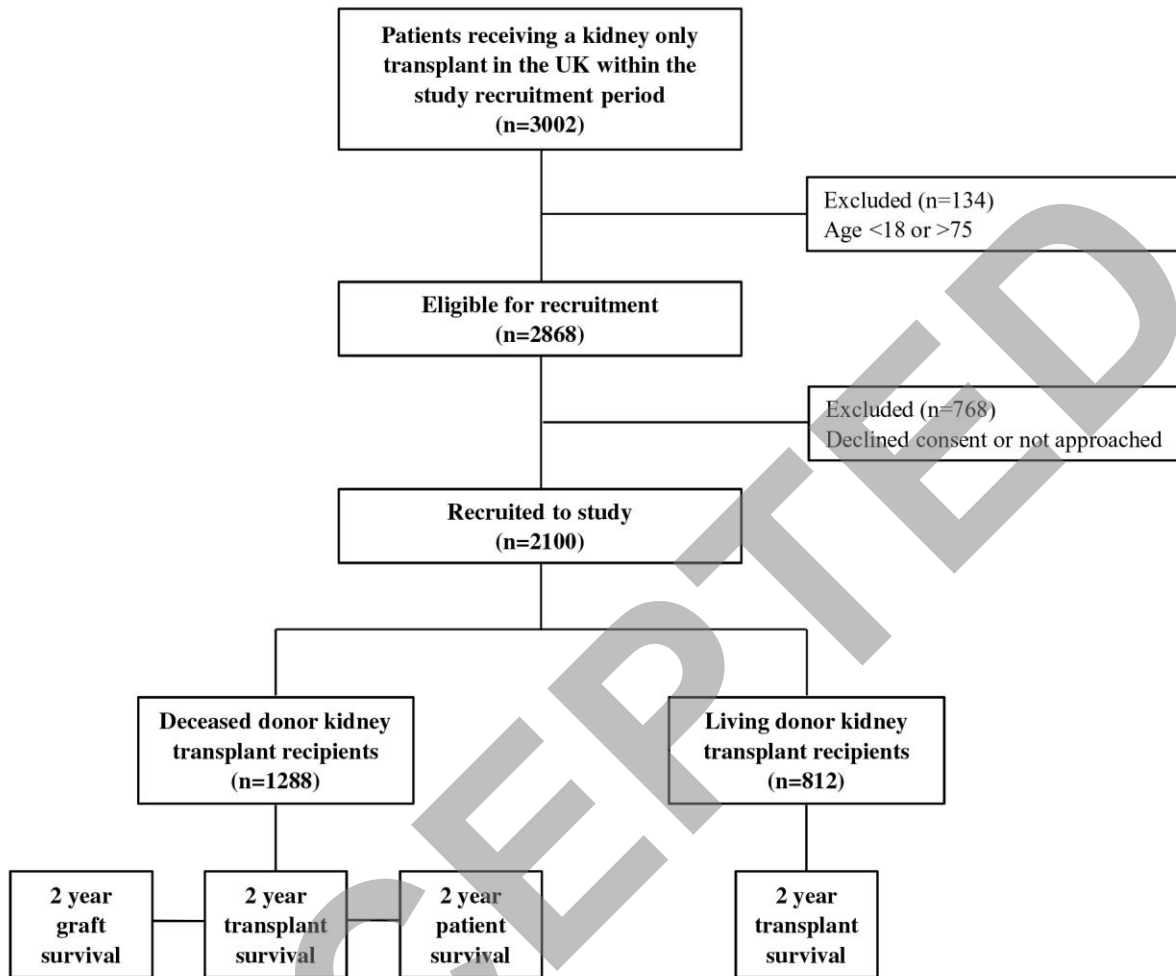 Patients receiving a kidney only
transplant in the UK within the
study recruitment period
(n=3002)
Excluded (n=134)
Age <18 or >75
Eligible for recruitment
(n=2868)
Excluded (n=768)
Declined consent or not approached
Recruited to study
(n=2100)
Deceased donor kidney
transplant recipients
(n=1288)
Living donor kidney
transplant recipients
(n=812)
2 year
graft
survival
2 year
transplant
survival
2 year
patient
survival
2 year
transplant
survival
CEPTED